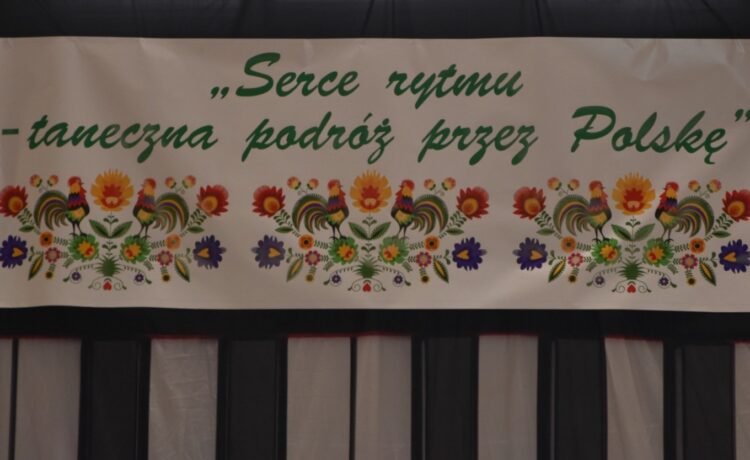 „Serce rytmu
- taneczna podróż przez Polskę”